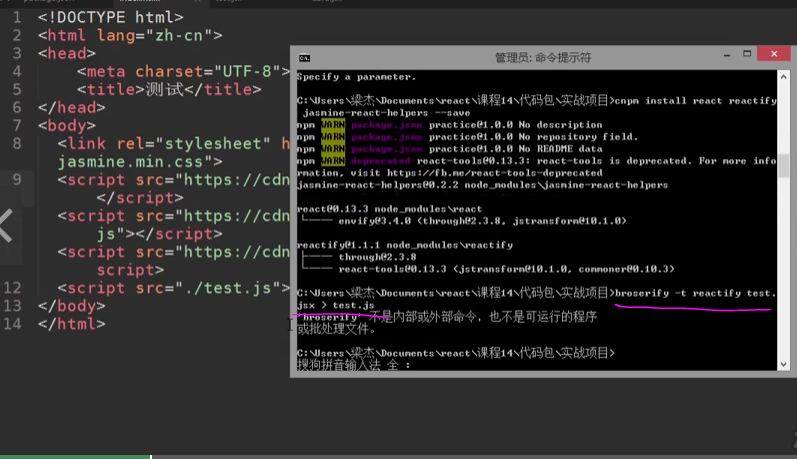 1 <!DOCTYPE html>
2 <html lang="zh-cn">
3 <head>
4 <meta charset="UTF-8">
5 <title>测试</title>
6 </head>
7 <body>
8 <link rel="stylesheet" h
jasmine.min.css">
9 <script src="https://cdn
</script>
<script src="https://cdn
js"></script>
<script src="https://cdn
script>
12 <script src="./test.js">
13 </body>
14 </html>
管理员: 命令提示符
Specify a parameter.
C:\Users\梁杰\Documents\react\课程14\代码包\实战项目>cnpm install react reactify
jasmine-react-helpers --save
npm WARN package.json practice@1.0.0 No description
npm WARN package.json practice@1.0.0 No repository field.
npm WARN package.json practice@1.0.0 No README data
npm WARN deprecated react-tools@0.13.3: react-tools is deprecated. For more info
rmation, visit https://fb.me/react-tools-deprecated
jasmine-react-helpers@0.2.2 node_modules\jasmine-react-helpers
react@0.13.3 node_modules\react
└── envify@3.4.0 (through@2.3.8, jstransform@10.1.0)
reactify@1.1.1 node_modules\reactify
├── through@2.3.8
└── react-tools@0.13.3 (jstransform@10.1.0, commoner@0.10.3)
C:\Users\梁杰\Documents\react\课程14\代码包\实战项目>broserify -t reactify test.
jsx > test.js
'broserify' 不是内部或外部命令，也不是可运行的程序
或批处理文件。
C:\Users\梁杰\Documents\react\课程14\代码包\实战项目>
搜狗拼音输入法 全 :